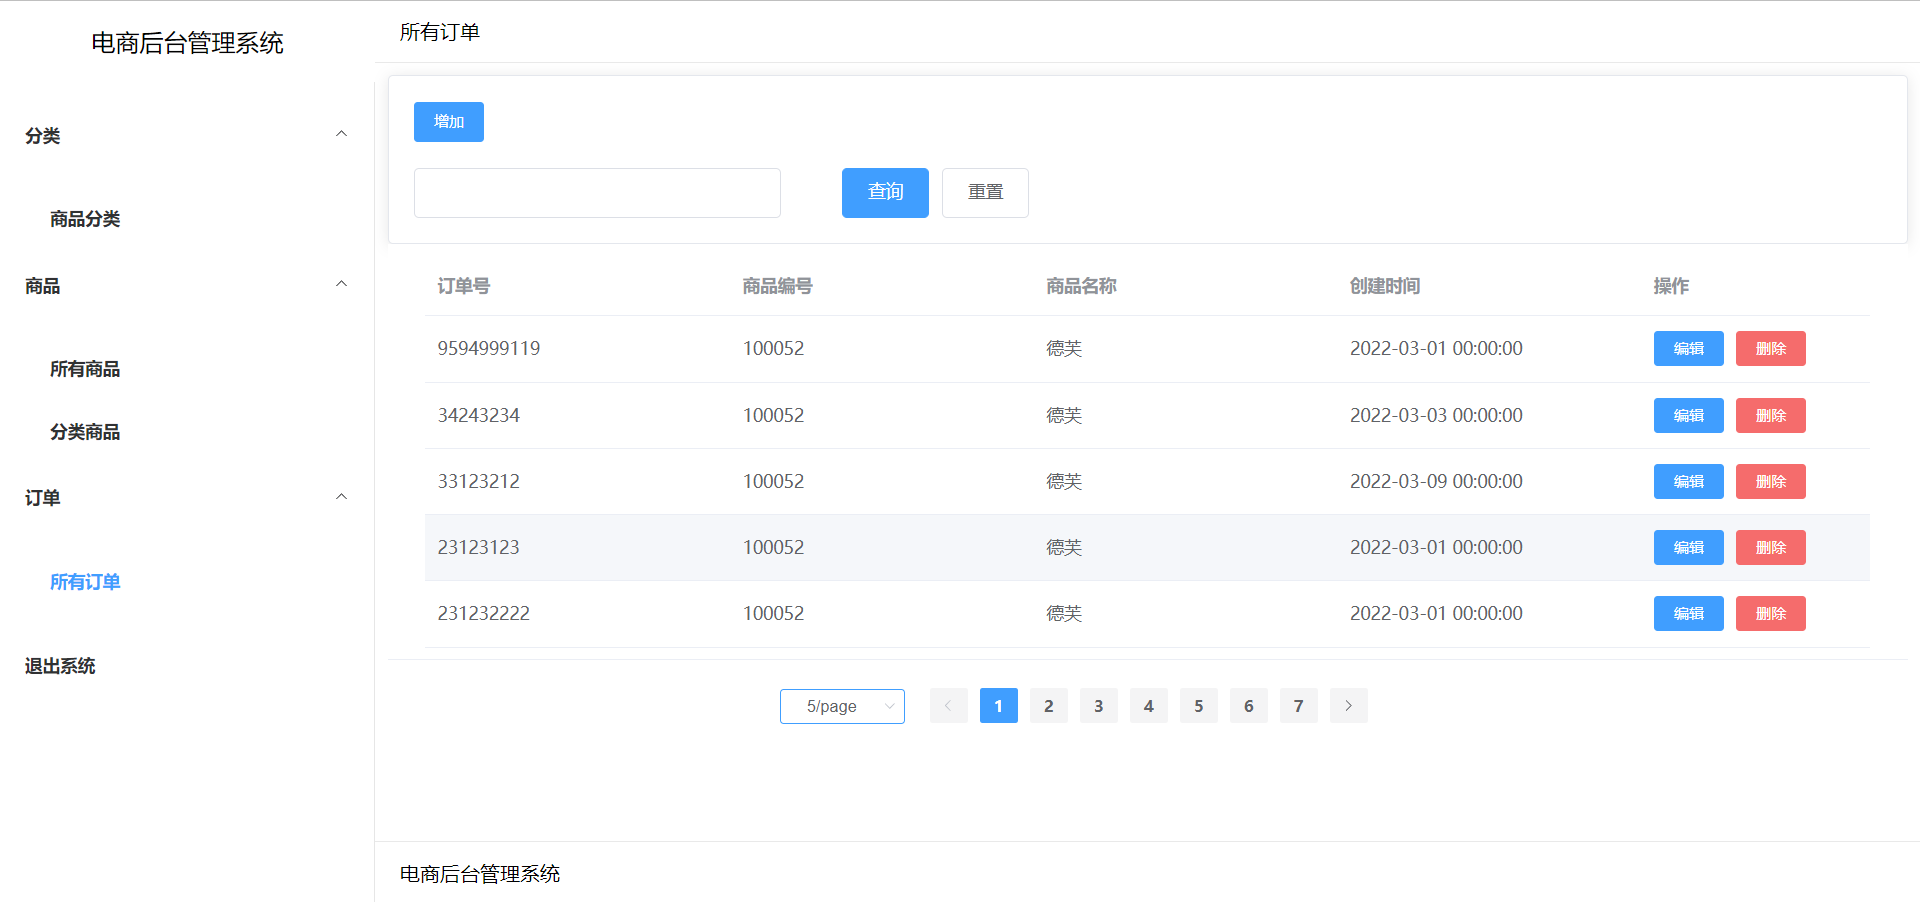 电商后台管理系统
分类
商品分类
商品
所有商品
分类商品
订单
所有订单
退出系统
所有订单
增加
查询 重置
订单号 商品编号 商品名称 创建时间 操作
9594999119 100052 德芙 2022-03-01 00:00:00 编辑 删除
34243234 100052 德芙 2022-03-03 00:00:00 编辑 删除
33123212 100052 德芙 2022-03-09 00:00:00 编辑 删除
23123123 100052 德芙 2022-03-01 00:00:00 编辑 删除
231232222 100052 德芙 2022-03-01 00:00:00 编辑 删除
5/page 1 2 3 4 5 6 7
电商后台管理系统